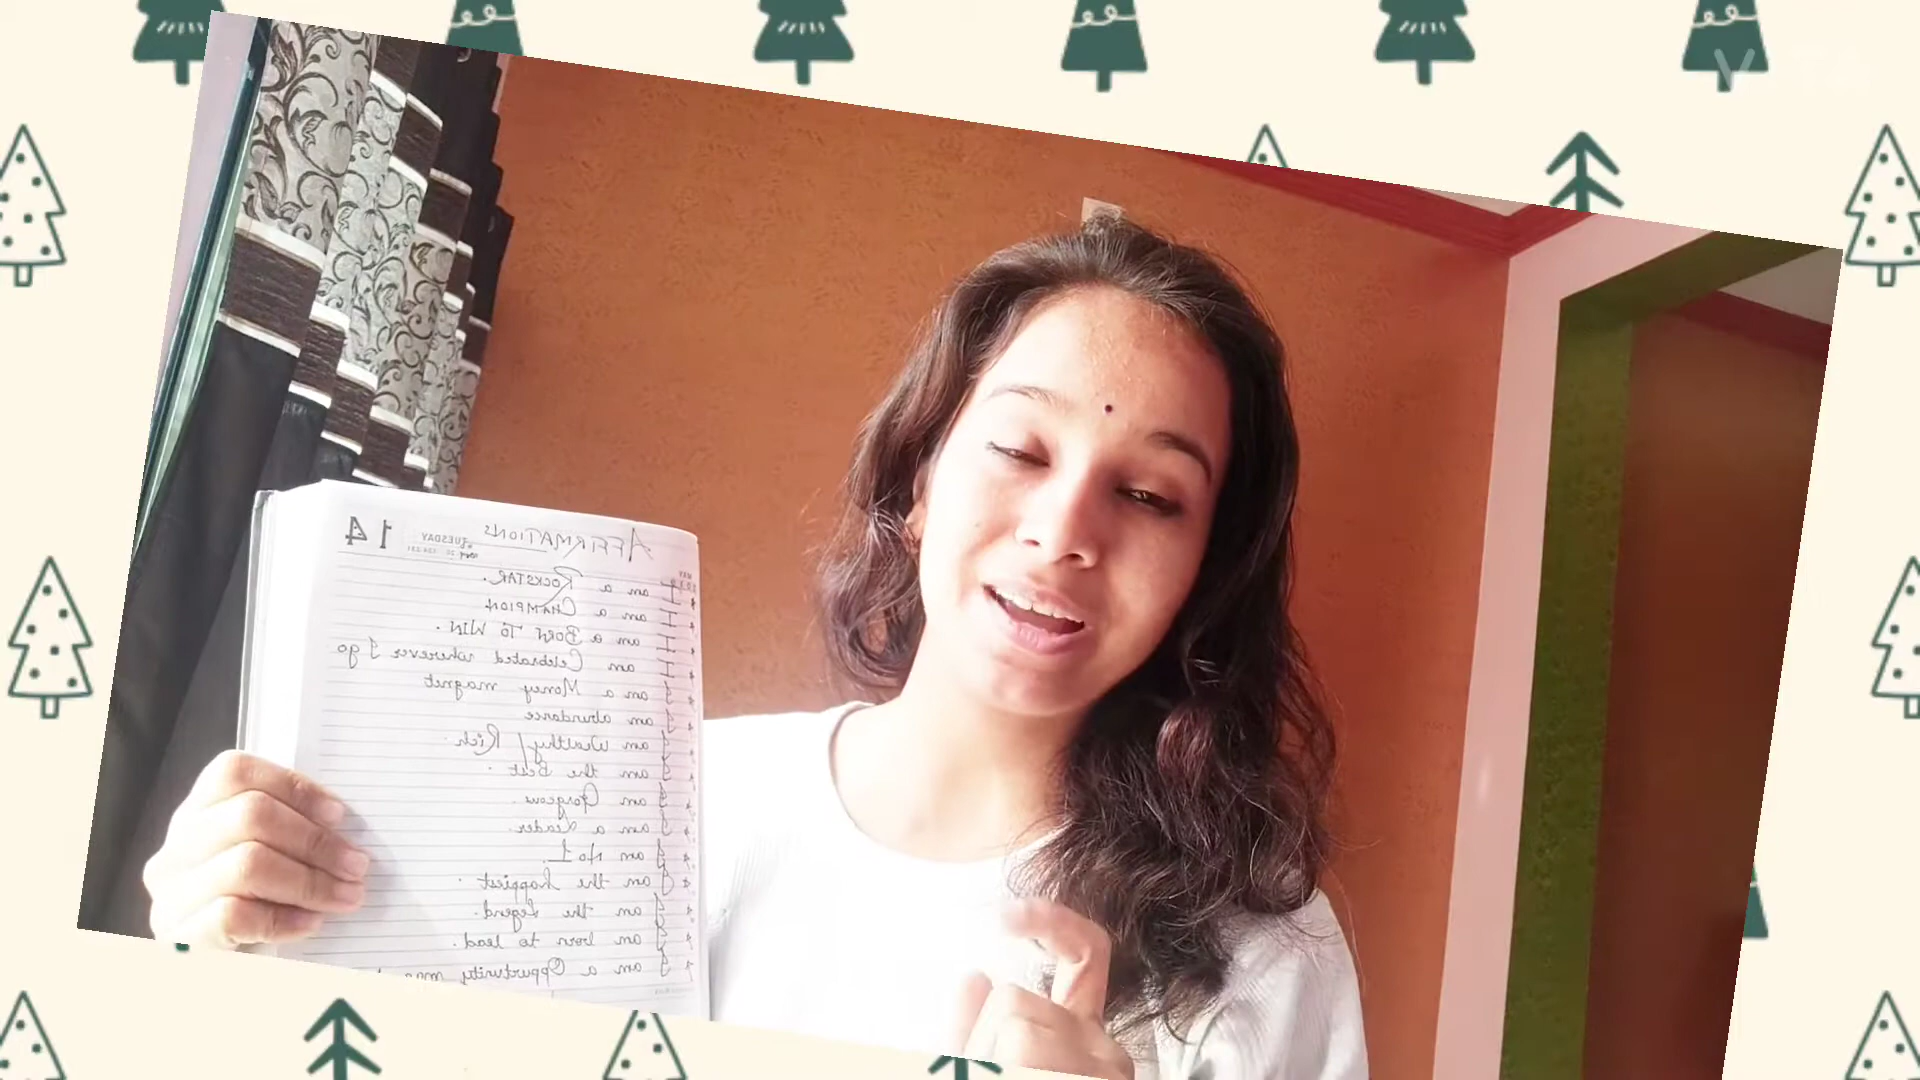 AFFIRMATIONS
TUESDAY 14
MAY
I am a ROCKSTAR.
I am a CHAMPION
I am a BORN TO WIN.
I am Celebrated wherever I go
I am a Money magnet
I am abundance
I am Wealthy / Rich.
I am the Best.
I am Gorgeous.
I am a Leader.
I am No 1.
I am the happiest.
I am the Legend.
I am born to lead.
I am a Oppurtunity